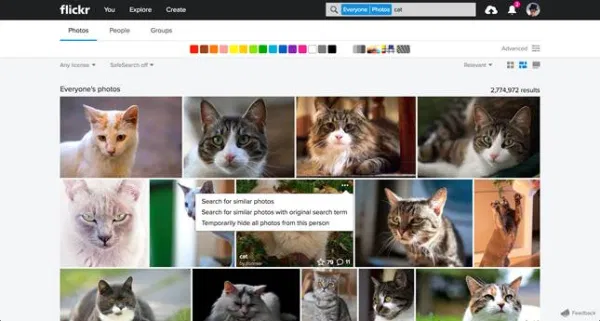 flickr You Explore Create Everyone Photos cat 2
Photos People Groups
Advanced
Any license SafeSearch off Relevant
Everyone's photos 2,774,972 results
Search for similar photos
Search for similar photos with original search term
Temporarily hide all photos from this person
cat
79 11
Feedback